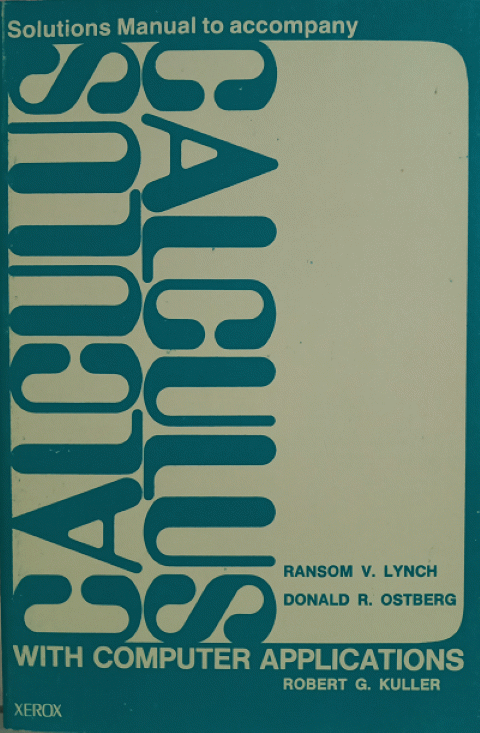 Solutions Manual to accompany
CALCULUS
CALCULUS
RANSOM V. LYNCH
DONALD R. OSTBERG
WITH COMPUTER APPLICATIONS
ROBERT G. KULLER
XEROX